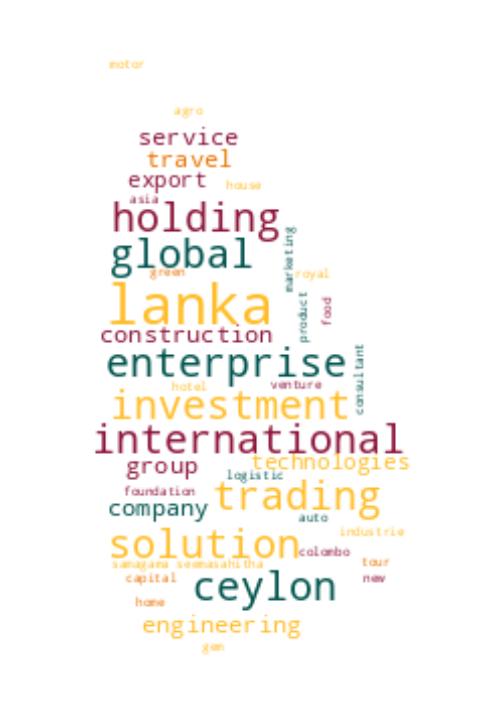 motor
agro
service
travel
export
house
asia
holding
marketing
global
green
royal
lanka
product
food
construction
enterprise
consultant
hotel
venture
investment
international
group
technologies
logistic
foundation
trading
company
auto
industrie
solution
colombo
samagama seemasahitha
tour
capital
ceylon
new
home
engineering
gem